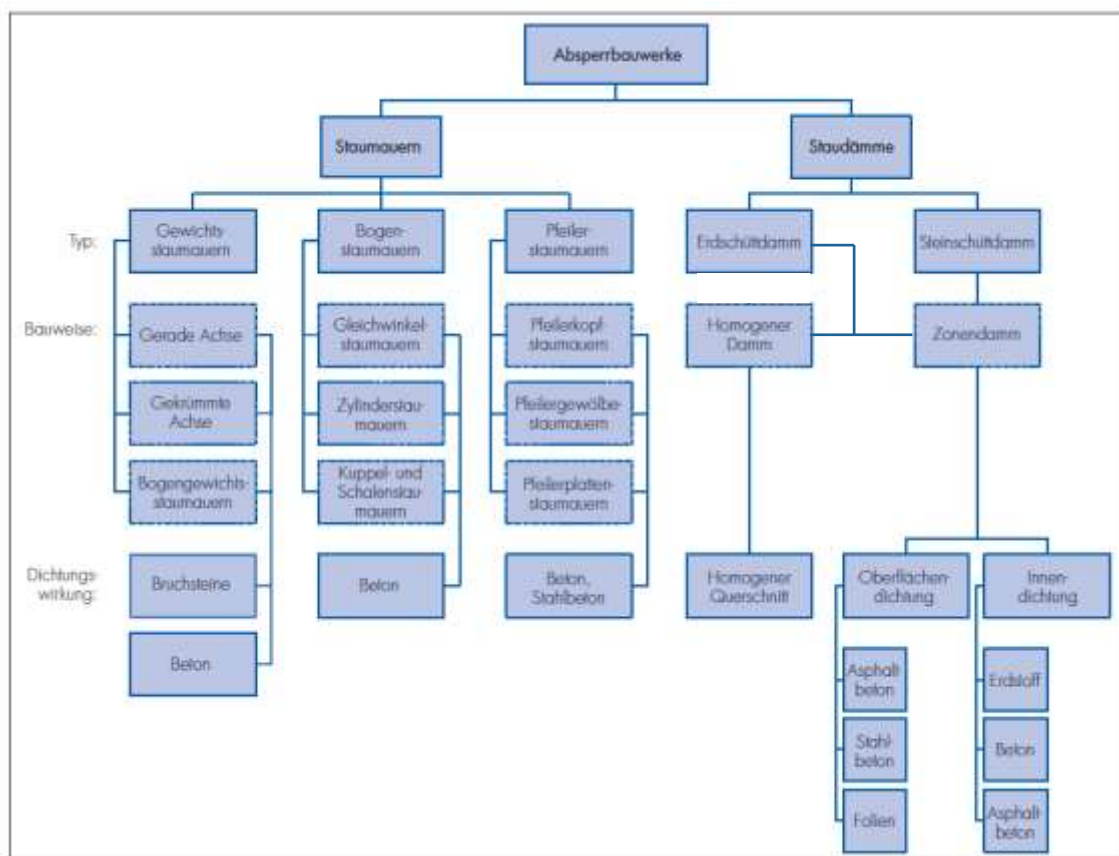 Absperrbauwerke
Staumauern
Staudämme
Typ:
Gewichts-
staumauern
Bogen-
staumauern
Pfeiler-
staumauern
Erdschüttdamm
Steinschüttdamm
Bauweise:
Gerade Achse
Gleichwinkel-
staumauern
Pfeilerkopf-
staumauern
Homogener
Damm
Zonendamm
Gekrümmte
Achse
Zylinderstau-
mauern
Pfeilergewölbe-
staumauern
Bogengewichts-
staumauern
Kuppel- und
Schalenstau-
mauern
Pfeilerplatten-
staumauern
Dichtungs-
wirkung:
Bruchsteine
Beton
Beton,
Stahlbeton
Homogener
Querschnitt
Oberflächen-
dichtung
Innen-
dichtung
Beton
Asphalt-
beton
Erdstoff
Stahl-
beton
Beton
Folien
Asphalt-
beton